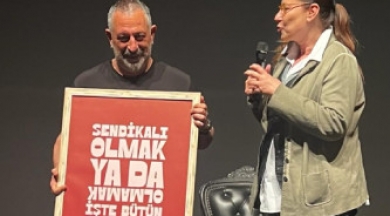 SENDİKALI
OLMAK
YA DA
OLMAMAK
İŞTE BÜTÜN